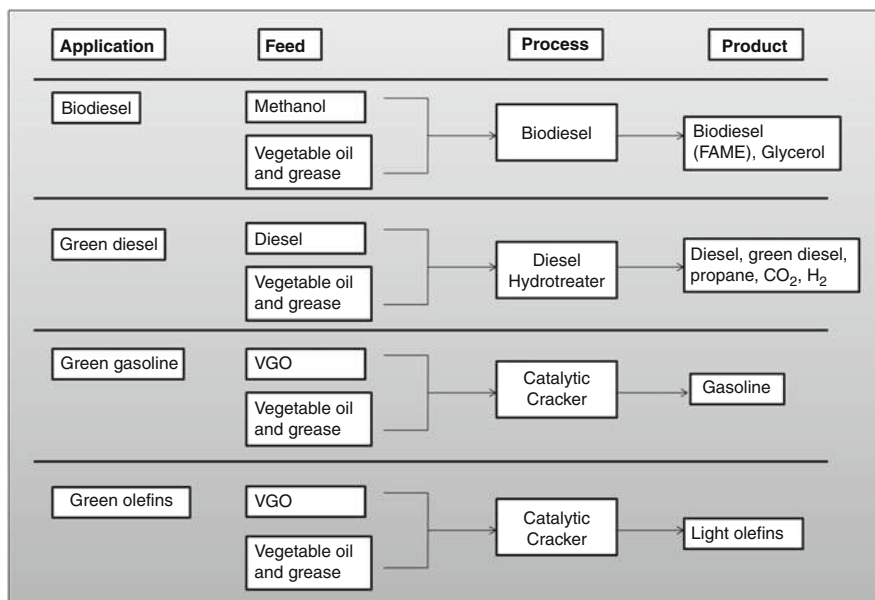 Application
Feed
Process
Product
Biodiesel
Methanol
Vegetable oil
and grease
Biodiesel
Biodiesel
(FAME), Glycerol
Green diesel
Diesel
Vegetable oil
and grease
Diesel
Hydrotreater
Diesel, green diesel,
propane, CO₂, H₂
Green gasoline
VGO
Vegetable oil
and grease
Catalytic
Cracker
Gasoline
Green olefins
VGO
Vegetable oil
and grease
Catalytic
Cracker
Light olefins